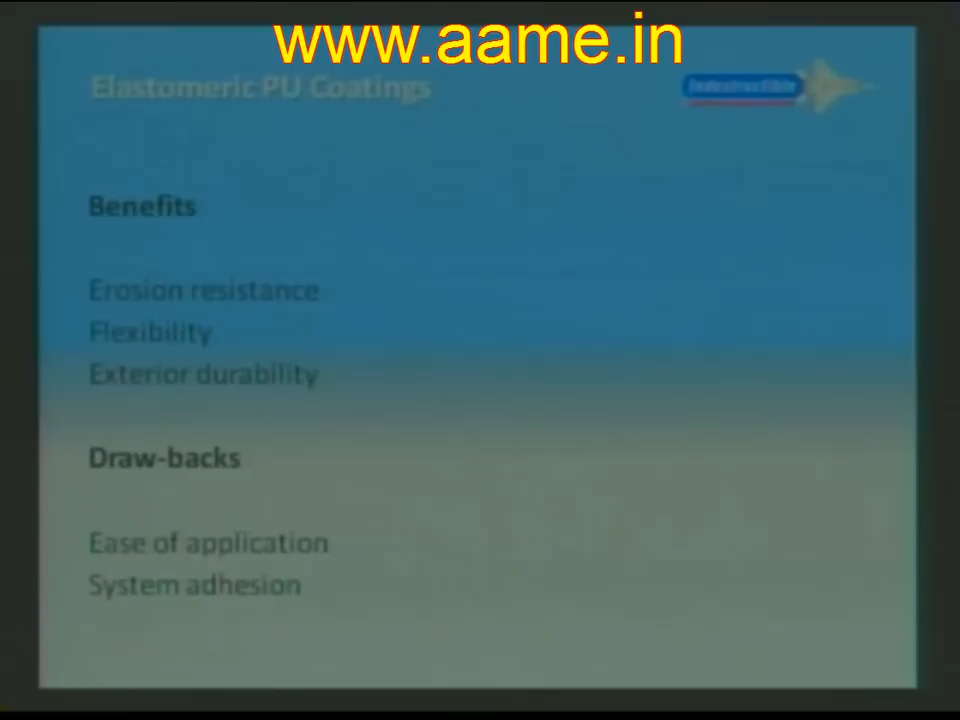 www.aame.in
Elastomeric PU Coatings
Indestructible
Benefits
Erosion resistance
Flexibility
Exterior durability
Draw-backs
Ease of application
System adhesion